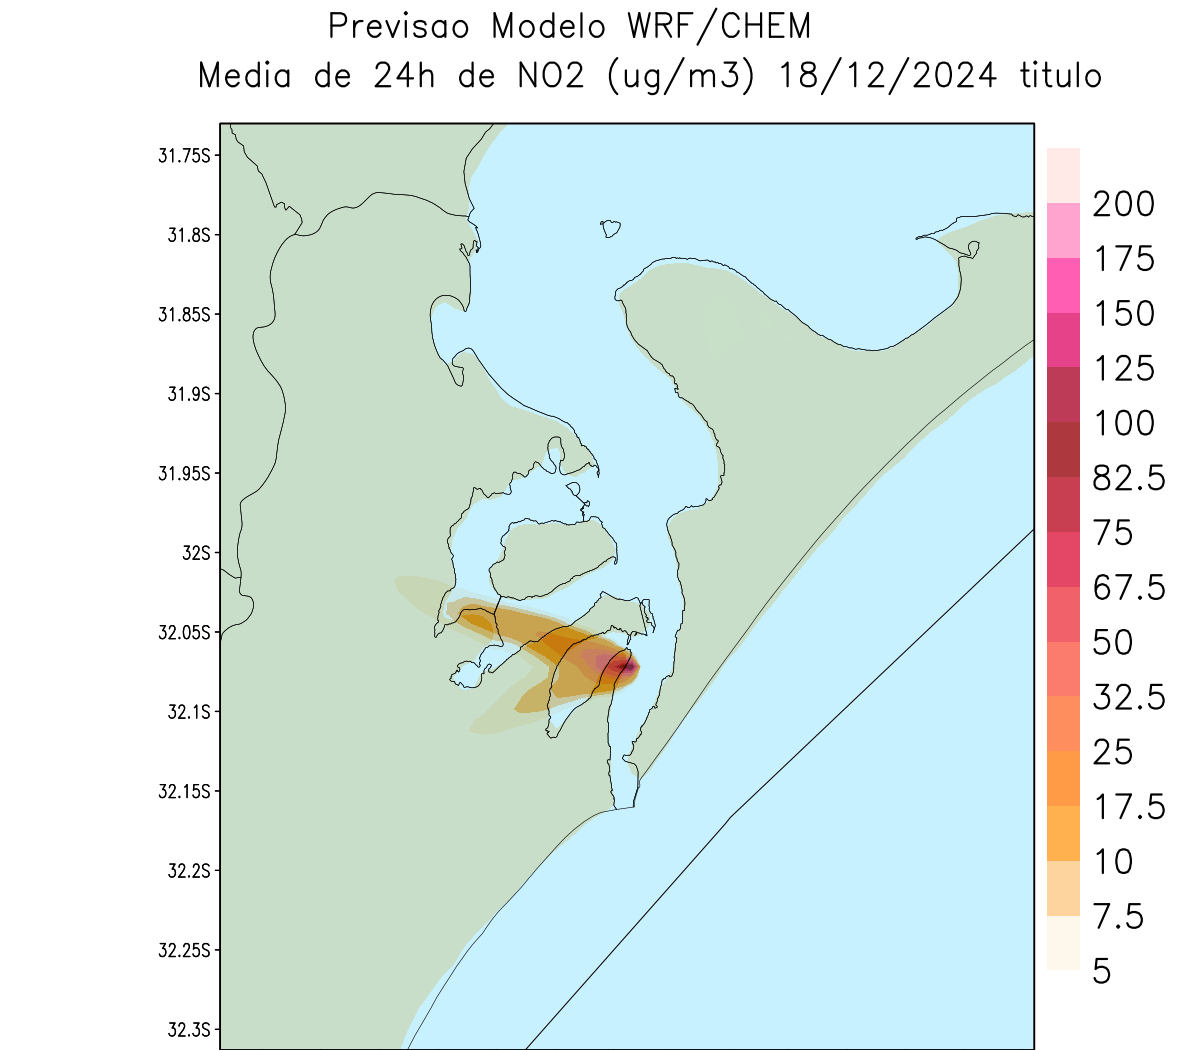 Previsao Modelo WRF/CHEM
Media de 24h de NO2 (ug/m3) 18/12/2024 titulo
31.75S
31.8S
31.85S
31.9S
31.95S
32S
32.05S
32.1S
32.15S
32.2S
32.25S
32.3S
200
175
150
125
100
82.5
75
67.5
50
32.5
25
17.5
10
7.5
5